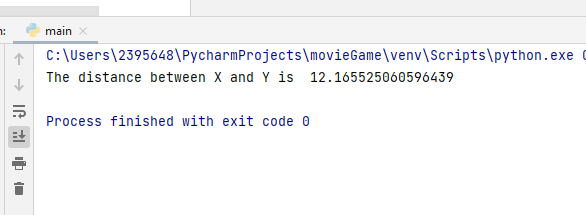 main
C:\Users\2395648\PycharmProjects\movieGame\venv\Scripts\python.exe
The distance between X and Y is  12.165525060596439
Process finished with exit code 0